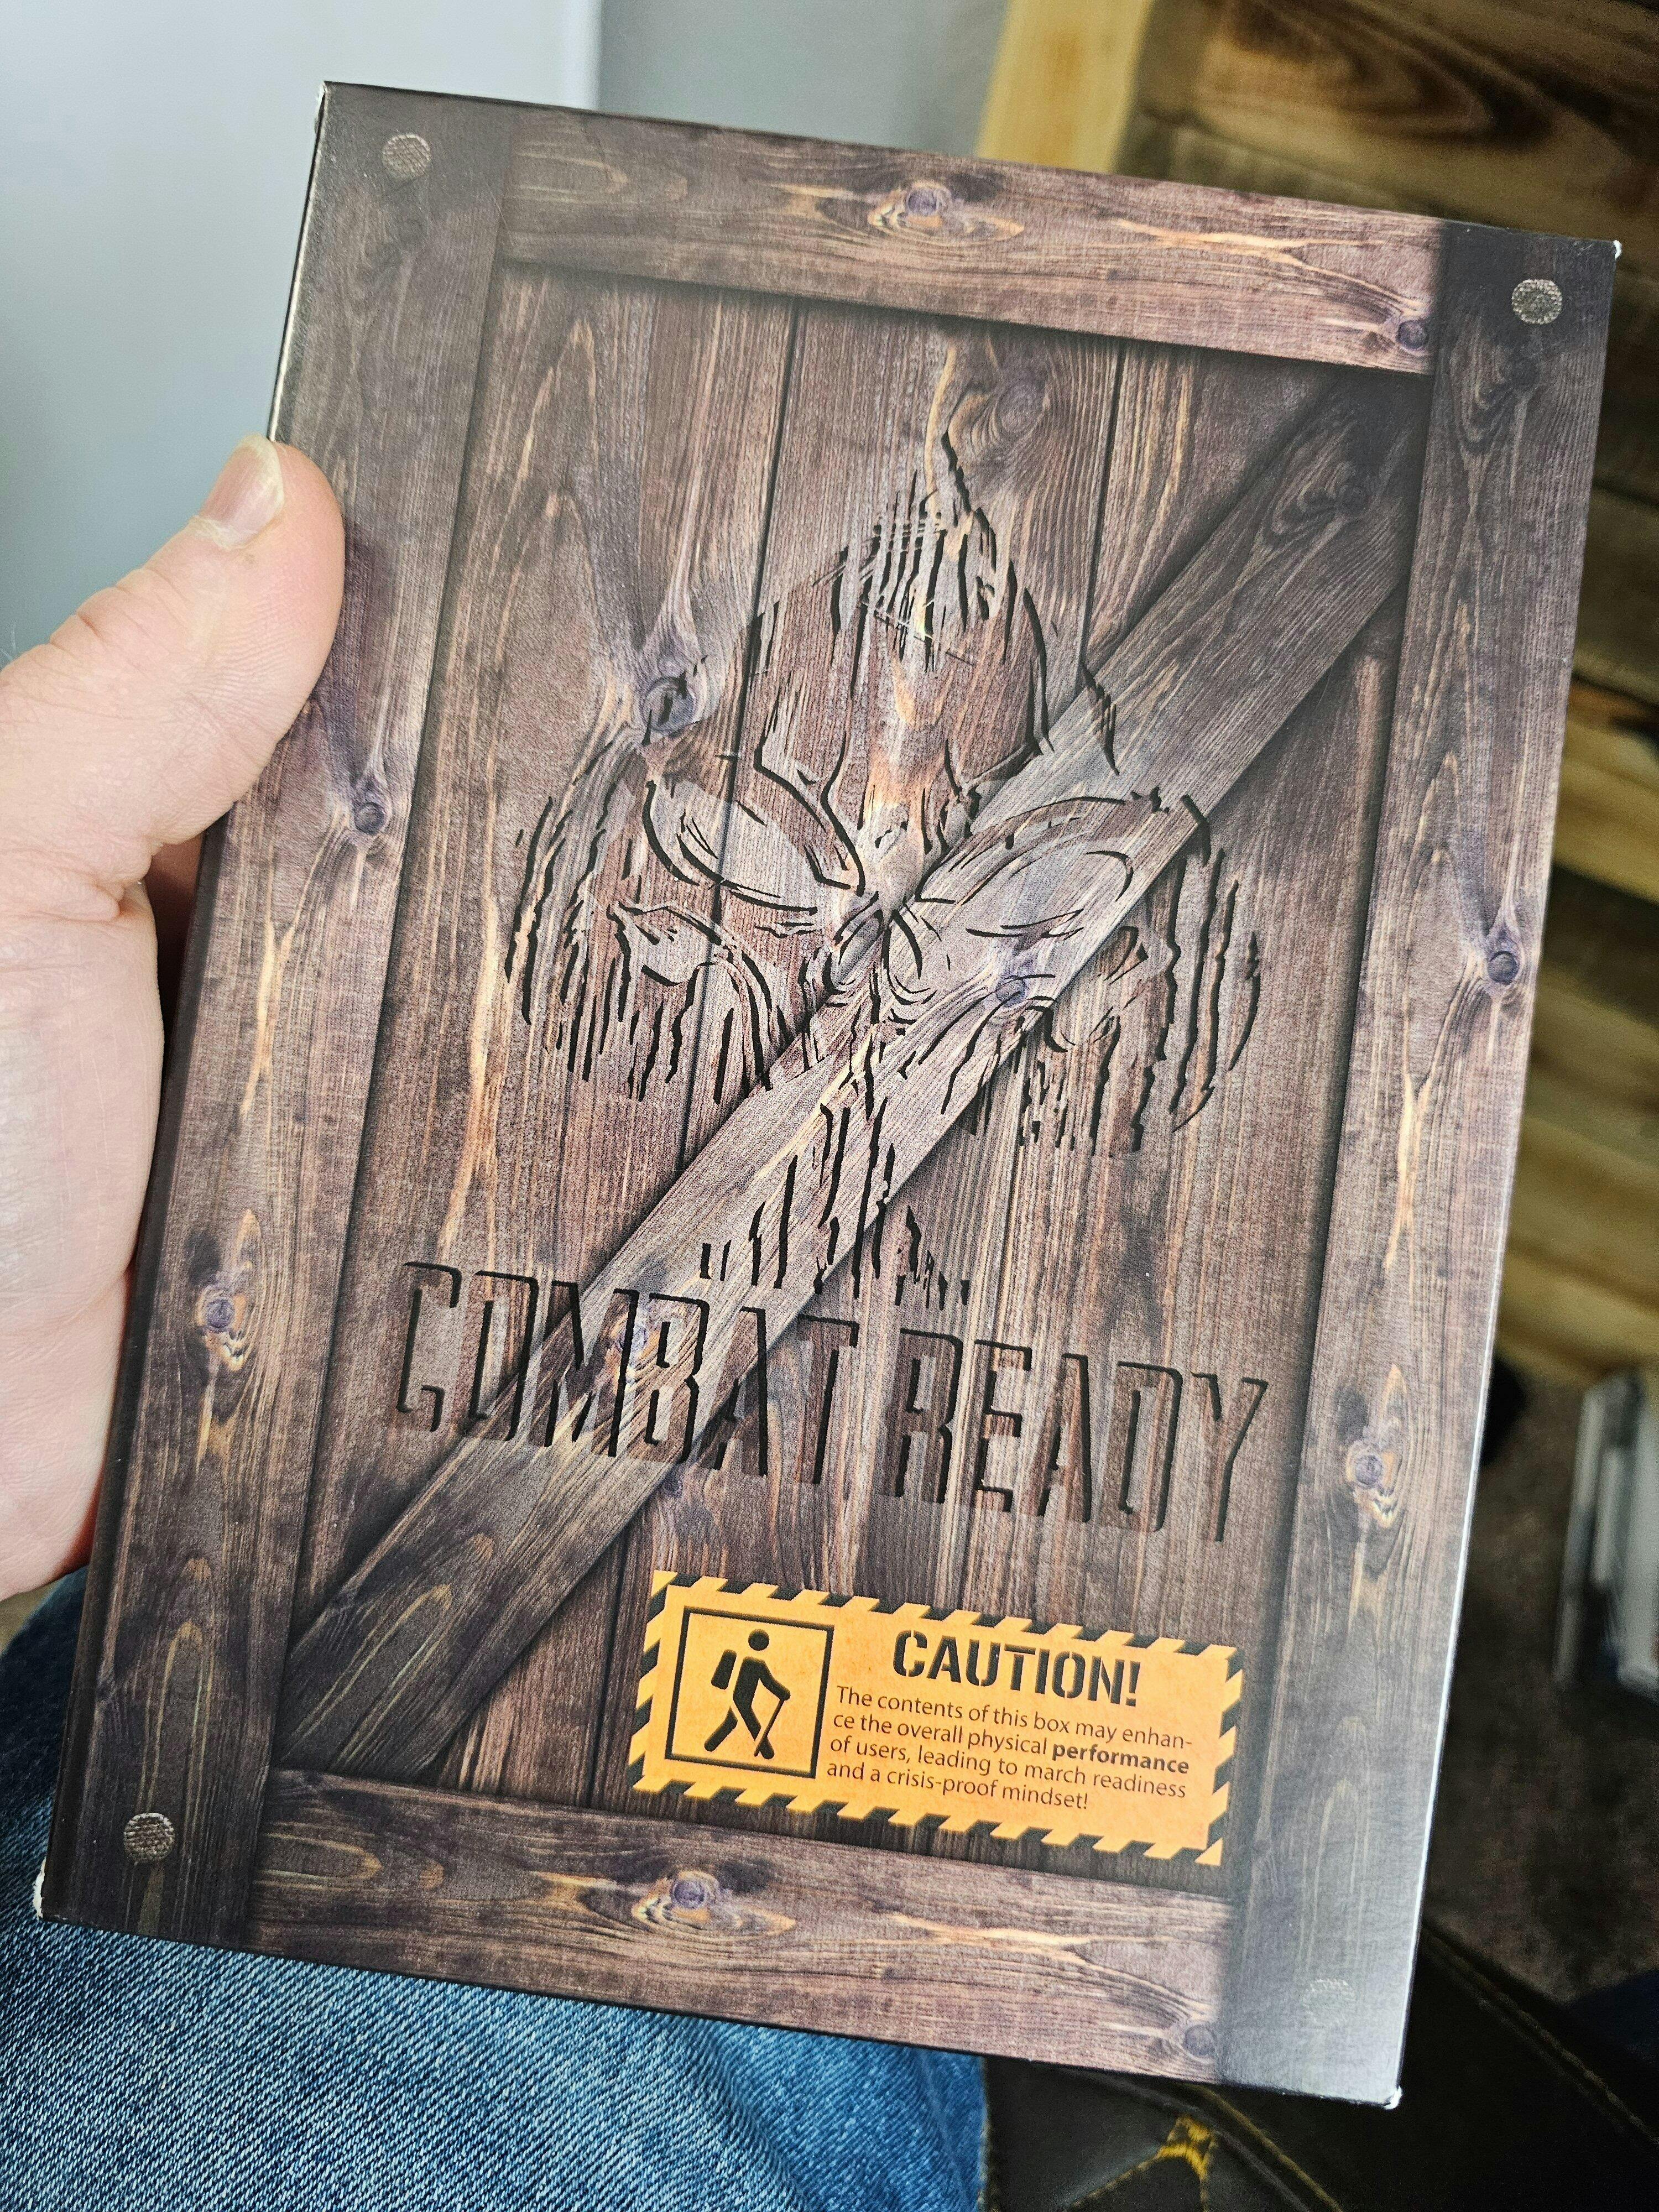 COMBAT READY
CAUTION!
The contents of this box may enhan-
ce the overall physical performance
of users, leading to march readiness
and a crisis-proof mindset!